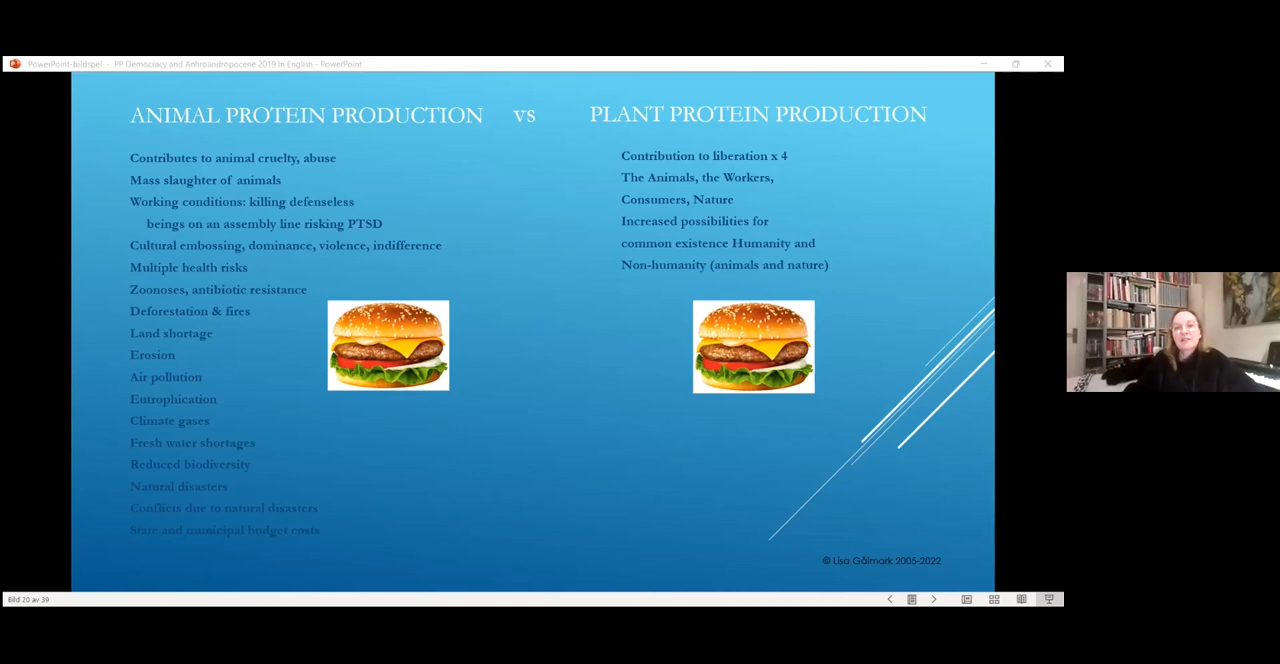 PowerPoint-bildspel - PP Democracy and Anhroandropocene 2019 In English - PowerPoint
ANIMAL PROTEIN PRODUCTION vs PLANT PROTEIN PRODUCTION
Contributes to animal cruelty, abuse
Mass slaughter of animals
Working conditions: killing defenseless
beings on an assembly line risking PTSD
Cultural embossing, dominance, violence, indifference
Multiple health risks
Zoonoses, antibiotic resistance
Deforestation & fires
Land shortage
Erosion
Air pollution
Eutrophication
Climate gases
Fresh water shortages
Reduced biodiversity
Natural disasters
Conflicts due to natural disasters
State and municipal budget costs
Contribution to liberation x 4
The Animals, the Workers,
Consumers, Nature
Increased possibilities for
common existence Humanity and
Non-humanity (animals and nature)
© Lisa Gålmark 2005-2022
Bild 20 av 39